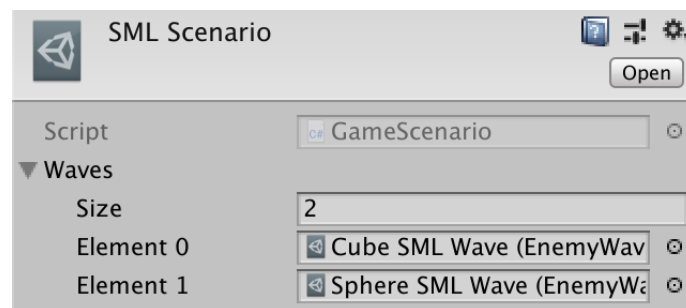 SML Scenario
Open
Script C# GameScenario
Waves
Size 2
Element 0 Cube SML Wave (EnemyWav
Element 1 Sphere SML Wave (EnemyWa